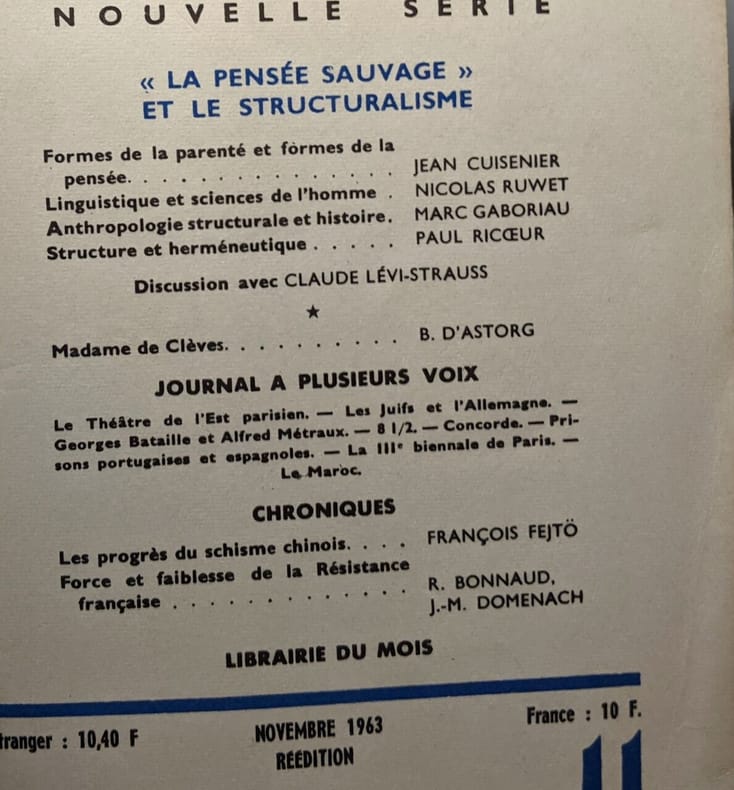 NOUVELLE SERIE
« LA PENSÉE SAUVAGE »
ET LE STRUCTURALISME
Formes de la parenté et formes de la
pensée. . . . . . . . . . . . . . JEAN CUISENIER
Linguistique et sciences de l'homme . NICOLAS RUWET
Anthropologie structurale et histoire. MARC GABORIAU
Structure et herméneutique . . . . . PAUL RICŒUR
Discussion avec CLAUDE LÉVI-STRAUSS
★
Madame de Clèves. . . . . . . . . . B. D'ASTORG
JOURNAL A PLUSIEURS VOIX
Le Théâtre de l'Est parisien. — Les Juifs et l'Allemagne. —
Georges Bataille et Alfred Métraux. — 8 1/2. — Concorde. — Pri-
sons portugaises et espagnoles. — La IIIe biennale de Paris. —
Le Maroc.
CHRONIQUES
Les progrès du schisme chinois. . . . FRANÇOIS FEJTÖ
Force et faiblesse de la Résistance
française . . . . . . . . . . . . . R. BONNAUD,
J.-M. DOMENACH
LIBRAIRIE DU MOIS
tranger : 10,40 F NOVEMBRE 1963 France : 10 F.
RÉÉDITION
11